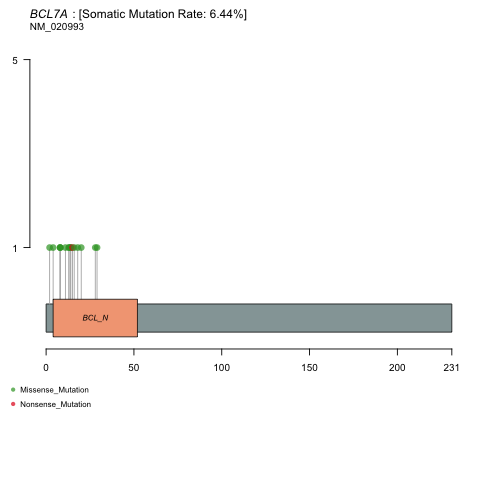 BCL7A : [Somatic Mutation Rate: 6.44%]
NM_020993
5
1
BCL_N
0 50 100 150 200 231
Missense_Mutation
Nonsense_Mutation